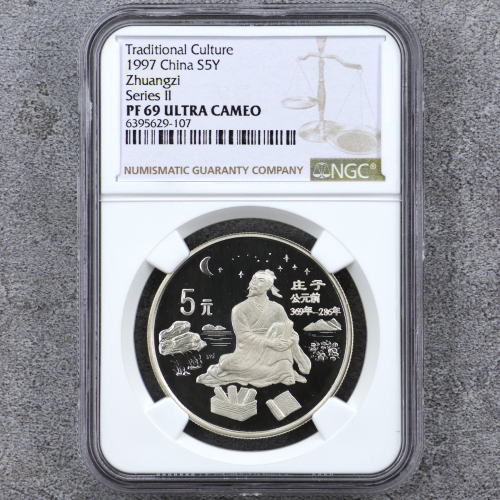 Traditional Culture
1997 China S5Y
Zhuangzi
Series II
PF 69 ULTRA CAMEO
6395629-107
NUMISMATIC GUARANTY COMPANY
NGC®
5元
庄子
公元前
369年-286年